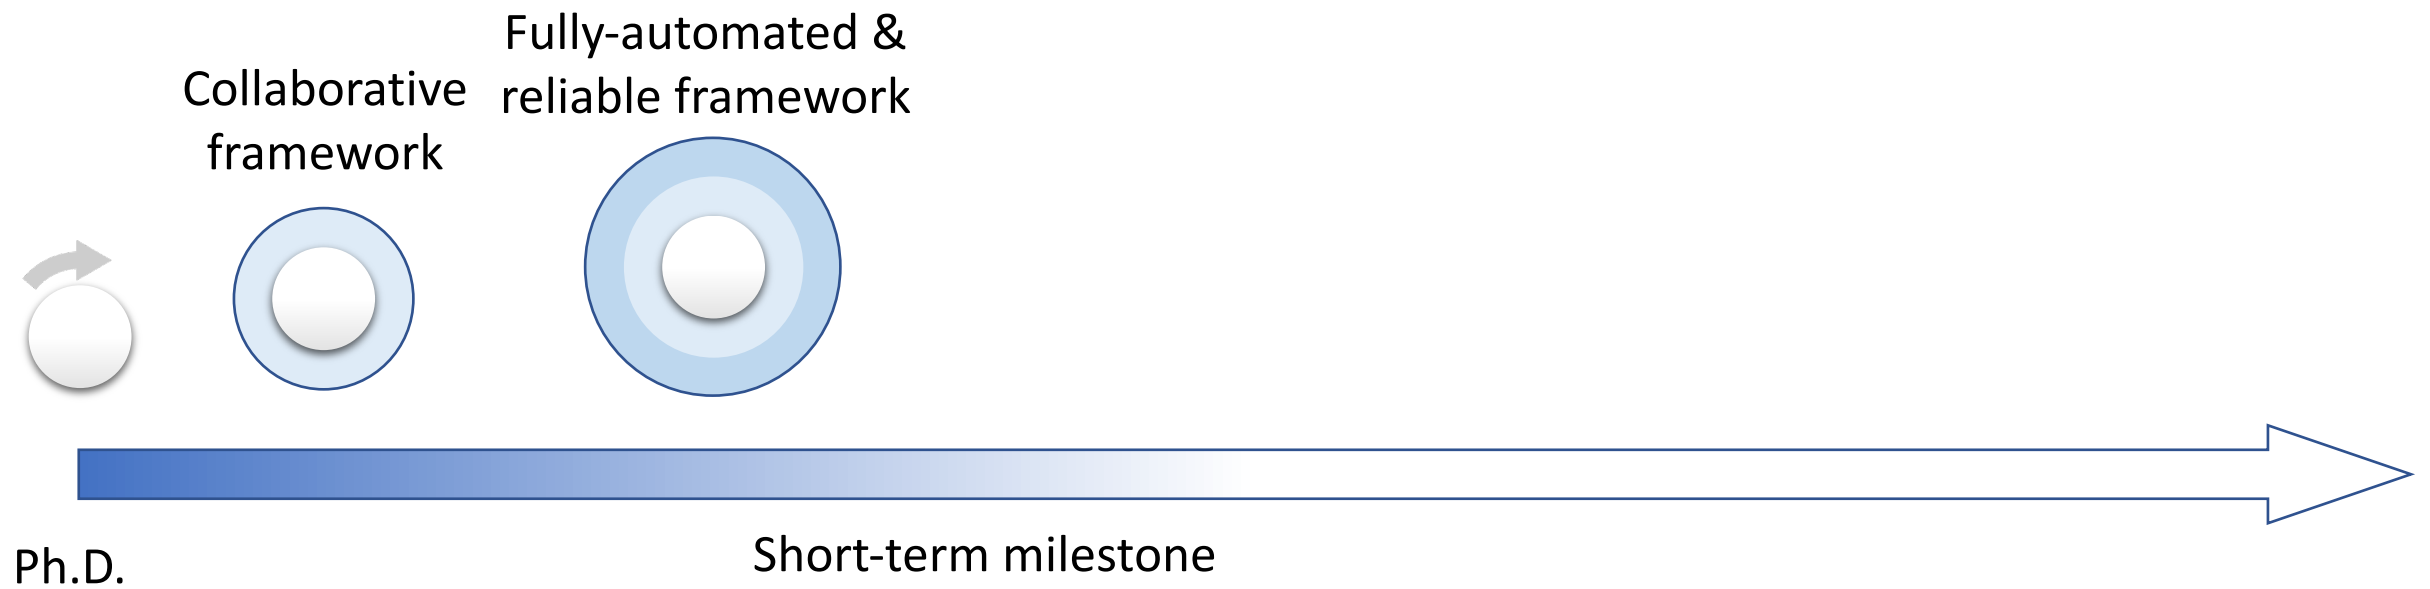 Collaborative
framework
Fully-automated &
reliable framework
Ph.D.
Short-term milestone